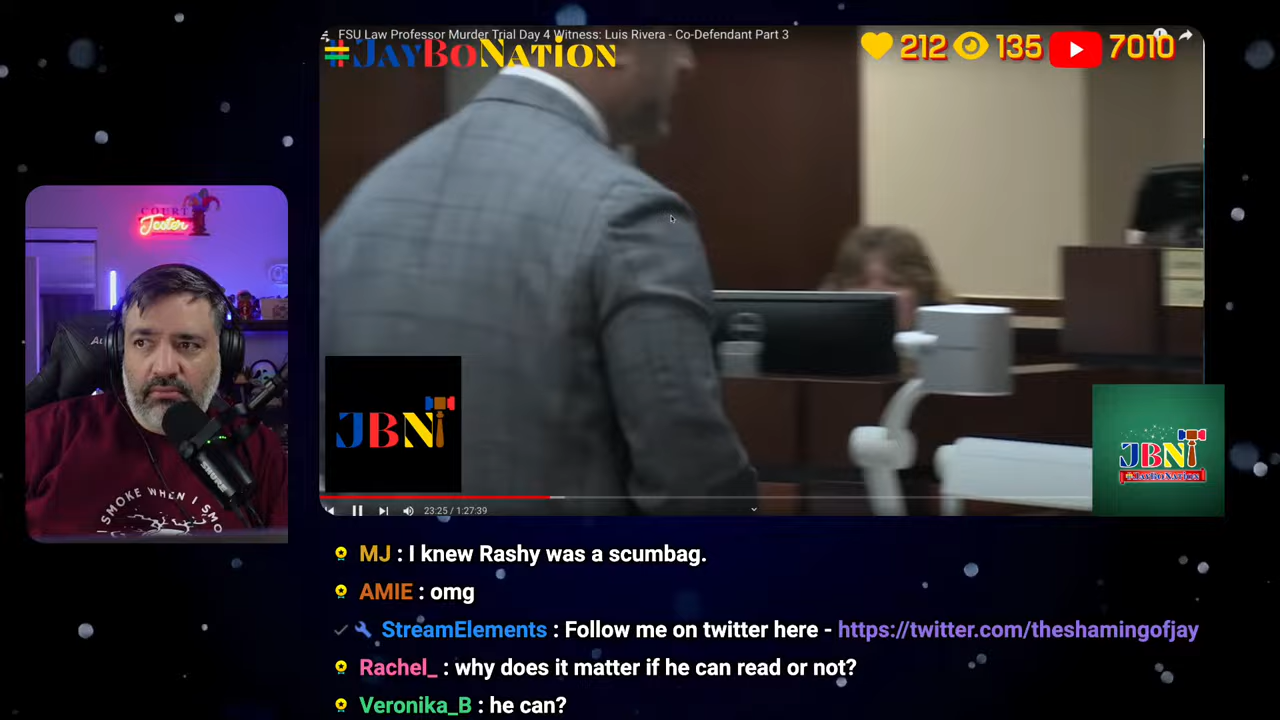 FSU Law Professor Murder Trial Day 4 Witness: Luis Rivera - Co-Defendant Part 3
#JAYBONATION
212
135
7010
COURT
Jester
JBN
JBN
#JAYBONATION
I SMOKE WHEN I SMO
23:25 / 1:27:39
MJ : I knew Rashy was a scumbag.
AMIE : omg
StreamElements : Follow me on twitter here - https://twitter.com/theshamingofjay
Rachel_ : why does it matter if he can read or not?
Veronika_B : he can?